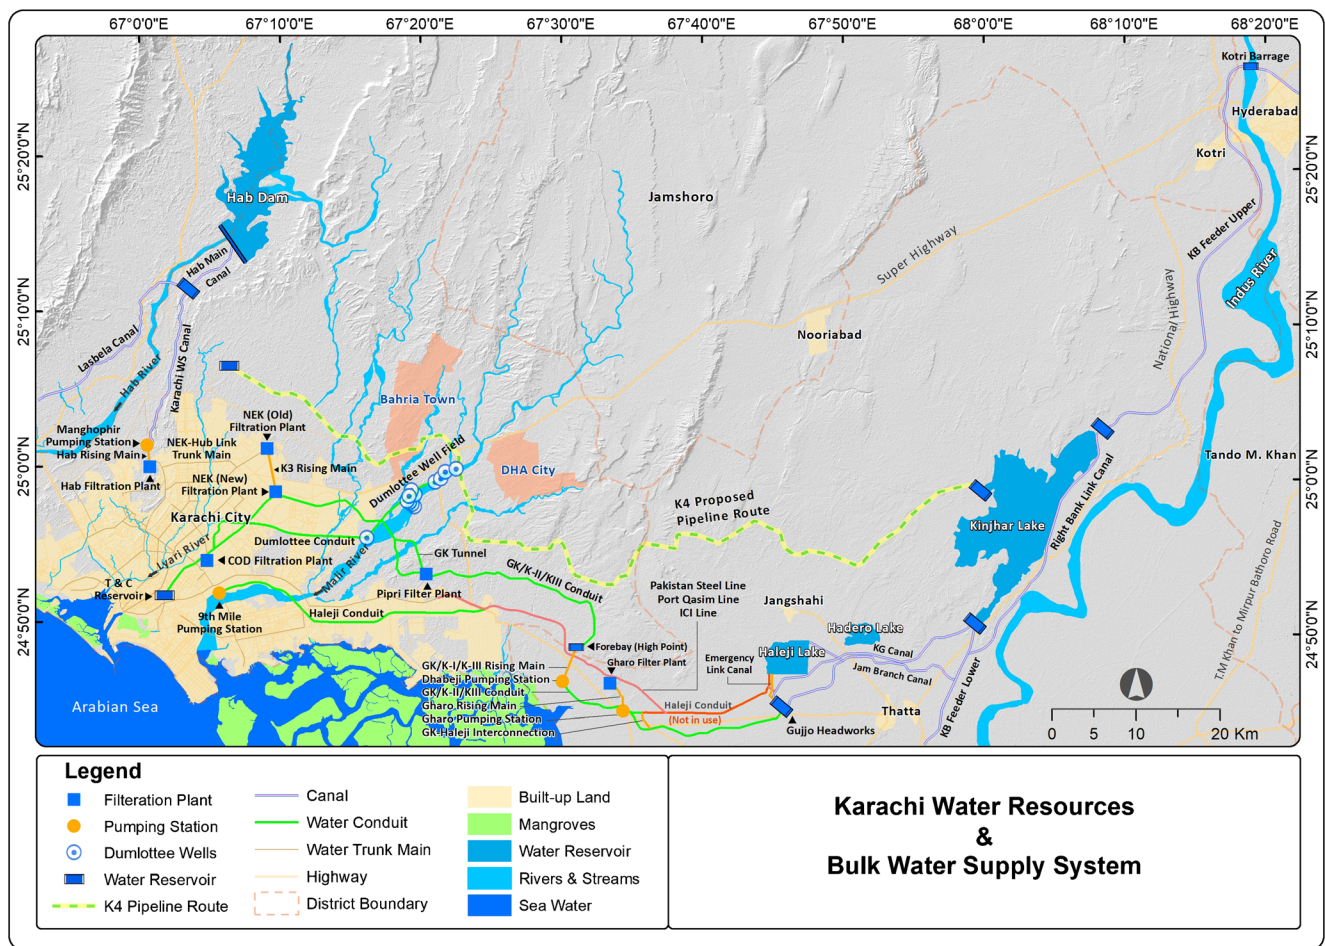 67°0'0"E
67°10'0"E
67°20'0"E
67°30'0"E
67°40'0"E
67°50'0"E
68°0'0"E
68°10'0"E
68°20'0"E
25°20'0"N
25°10'0"N
25°0'0"N
24°50'0"N
25°20'0"N
25°10'0"N
25°0'0"N
24°50'0"N
Kotri Barrage
Hyderabad
Kotri
Hab Dam
Jamshoro
KB Feeder Upper
Super Highway
Hab Main
Canal
Indus River
National Highway
Lasbela Canal
Hab River
Karachi WS Canal
Nooriabad
Bahria Town
NEK (Old)
Filtration Plant
Manghophir
Pumping Station
Hab Rising Main
NEK-Hub Link
Trunk Main
Hab Filtration Plant
K3 Rising Main
NEK (New)
Filtration Plant
Dumlottee Well Field
DHA City
Tando M. Khan
K4 Proposed
Pipeline Route
Right Bank Link Canal
Kinjhar Lake
Karachi City
Dumlottee Conduit
Lyari River
COD Filtration Plant
Malir River
GK Tunnel
GK/K-II/KIII Conduit
T & C
Reservoir
Pipri Filter Plant
9th Mile
Pumping Station
Haleji Conduit
Pakistan Steel Line
Port Qasim Line
ICI Line
Jangshahi
Hadero Lake
Haleji Lake
KG Canal
Jam Branch Canal
T.M Khan to Mirpur Bathoro Road
Forebay (High Point)
Gharo Filter Plant
Emergency
Link Canal
GK/K-I/K-III Rising Main
Dhabeji Pumping Station
GK/K-II/KIII Conduit
Gharo Rising Main
Gharo Pumping Station
GK-Haleji Interconnection
Haleji Conduit
(Not in use)
Arabian Sea
Thatta
Gujjo Headworks
KB Feeder Lower
0 5 10 20 Km
Legend
Filteration Plant
Pumping Station
Dumlottee Wells
Water Reservoir
K4 Pipeline Route
Canal
Water Conduit
Water Trunk Main
Highway
District Boundary
Built-up Land
Mangroves
Water Reservoir
Rivers & Streams
Sea Water
Karachi Water Resources
&
Bulk Water Supply System